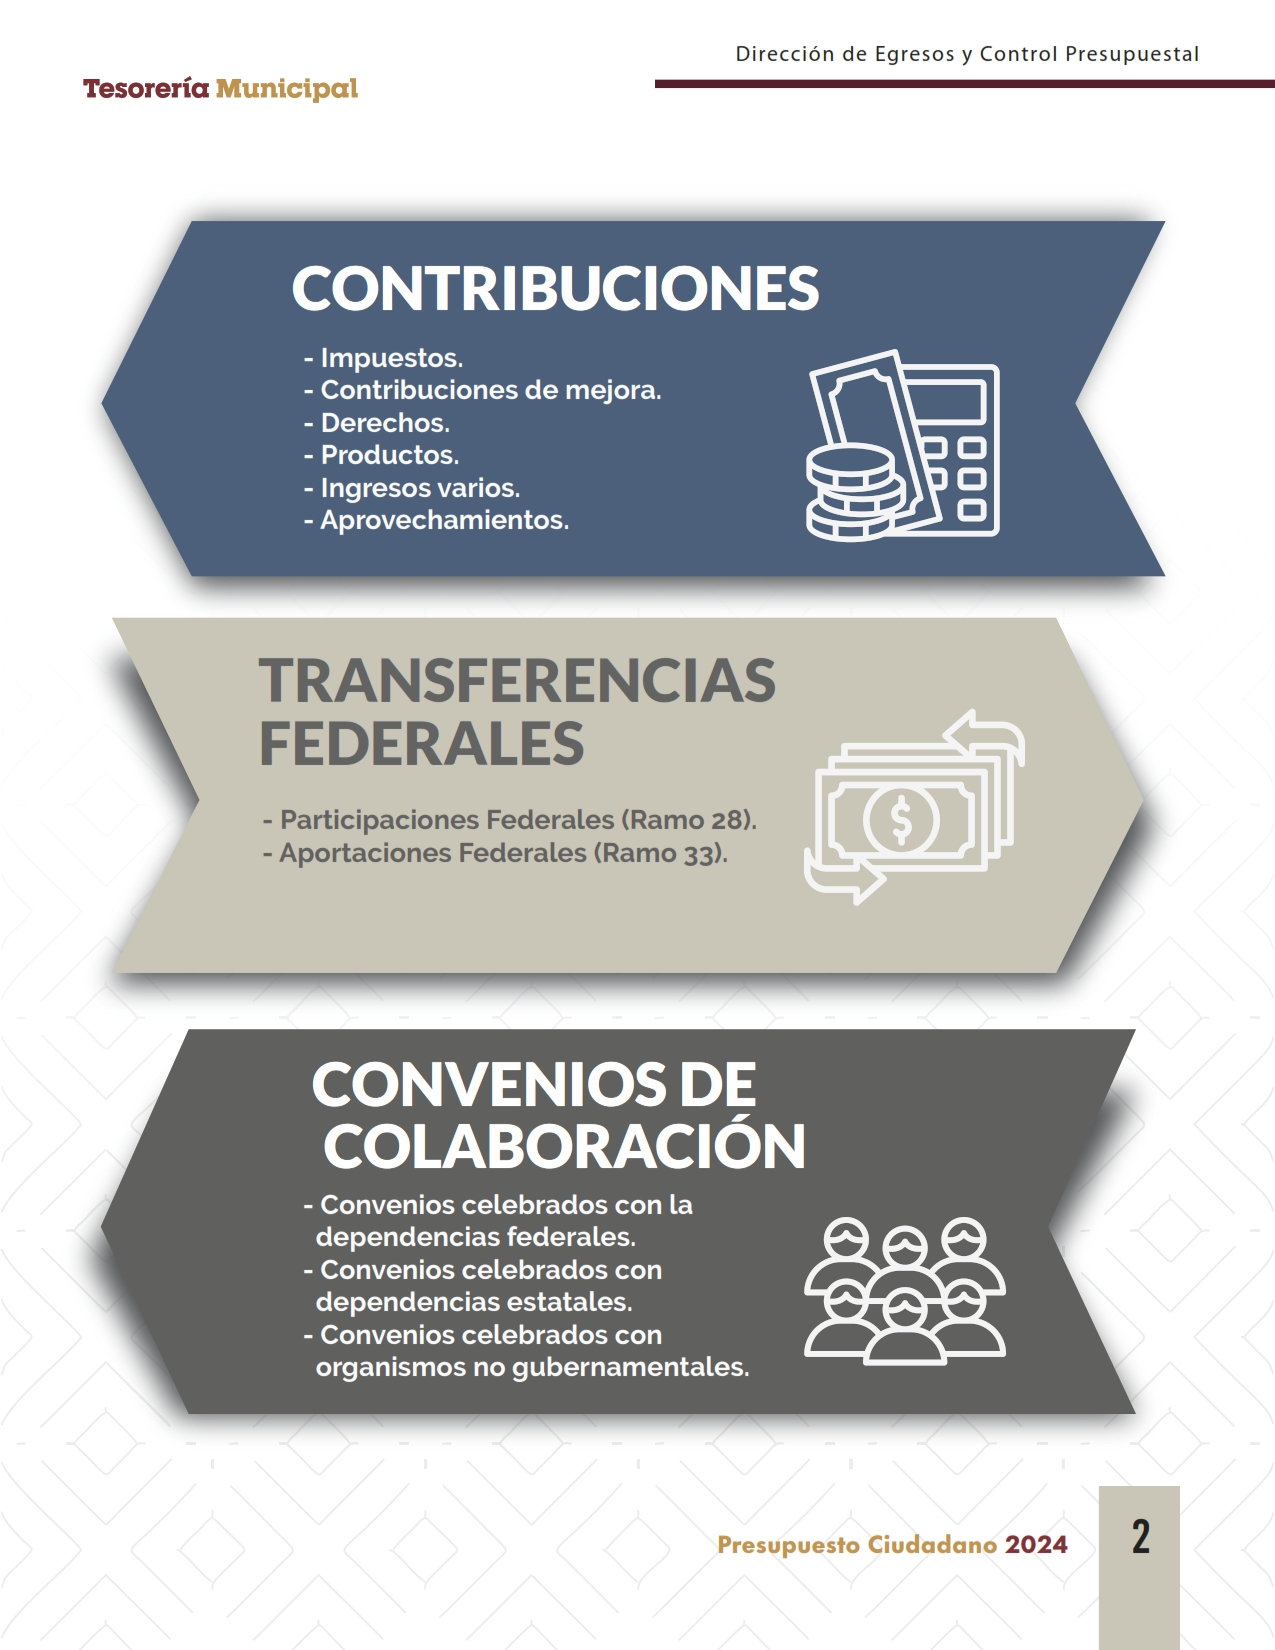 Dirección de Egresos y Control Presupuestal
Tesorería Municipal
CONTRIBUCIONES
- Impuestos.
- Contribuciones de mejora.
- Derechos.
- Productos.
- Ingresos varios.
- Aprovechamientos.
TRANSFERENCIAS
FEDERALES
- Participaciones Federales (Ramo 28).
- Aportaciones Federales (Ramo 33).
$
CONVENIOS DE
COLABORACIÓN
- Convenios celebrados con la
dependencias federales.
- Convenios celebrados con
dependencias estatales.
- Convenios celebrados con
organismos no gubernamentales.
Presupuesto Ciudadano 2024
2